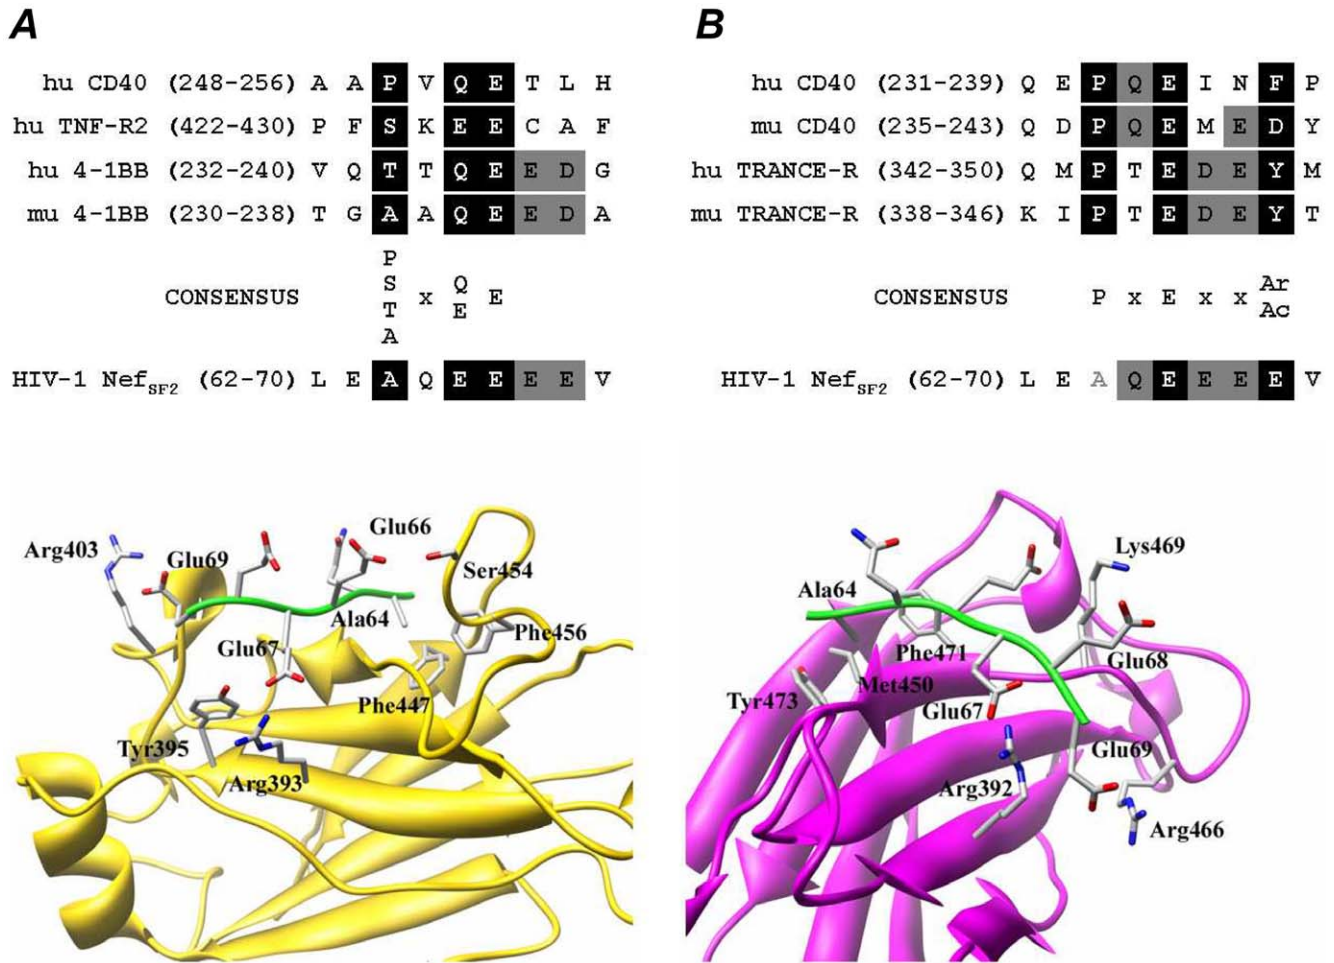 A
hu CD40 (248-256) A A P V Q E T L H
hu TNF-R2 (422-430) P F S K E E C A F
hu 4-1BB (232-240) V Q T T Q E E D G
mu 4-1BB (230-238) T G A A Q E E D A
P
S
T
A
CONSENSUS x Q E
E
HIV-1 NefSF2 (62-70) L E A Q E E E E V
Arg403
Glu69
Glu66
Ser454
Ala64
Glu67
Phe456
Phe447
Tyr395
Arg393
B
hu CD40 (231-239) Q E P Q E I N F P
mu CD40 (235-243) Q D P Q E M E D Y
hu TRANCE-R (342-350) Q M P T E D E Y M
mu TRANCE-R (338-346) K I P T E D E Y T
CONSENSUS P x E x x Ar
Ac
HIV-1 NefSF2 (62-70) L E A Q E E E E V
Lys469
Ala64
Phe471
Glu68
Met450
Tyr473
Glu67
Glu69
Arg392
Arg466